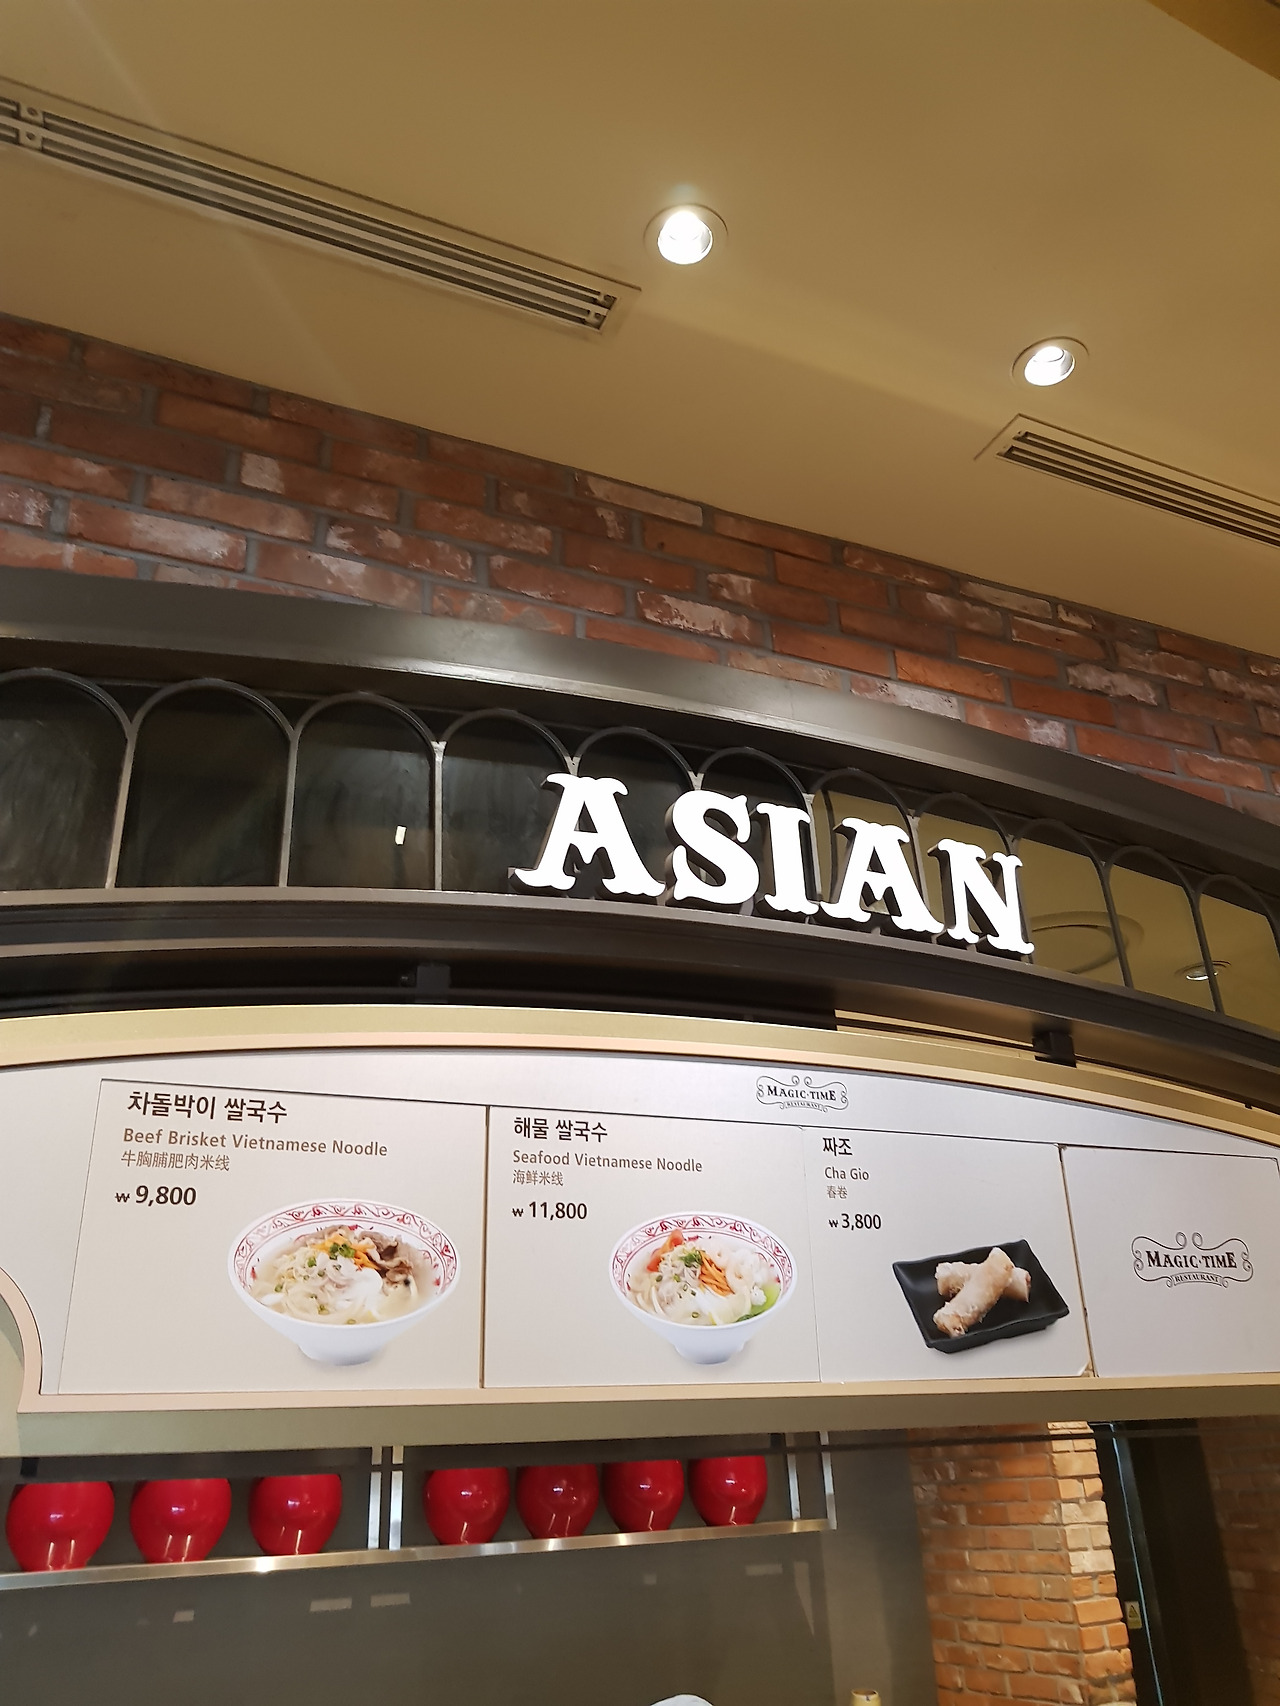 ASIAN
MAGIC·TIME
RESTAURANT
차돌박이 쌀국수
Beef Brisket Vietnamese Noodle
牛胸脯肥肉米线
₩ 9,800
해물 쌀국수
Seafood Vietnamese Noodle
海鲜米线
₩ 11,800
짜조
Cha Gio
春卷
₩ 3,800
MAGIC·TIME
RESTAURANT